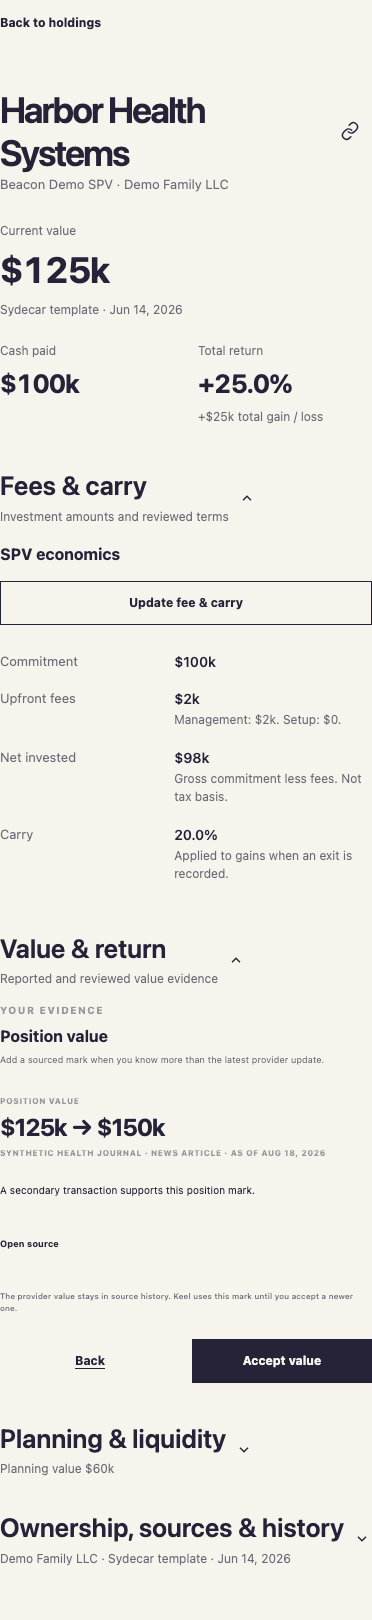 Back to holdings
Harbor Health
Systems
Beacon Demo SPV · Demo Family LLC
Current value
$125k
Sydecar template · Jun 14, 2026
Cash paid
Total return
$100k
+25.0%
+$25k total gain / loss
Fees & carry
Investment amounts and reviewed terms
SPV economics
Update fee & carry
Commitment
$100k
Upfront fees
$2k
Management: $2k. Setup: $0.
Net invested
$98k
Gross commitment less fees. Not
tax basis.
Carry
20.0%
Applied to gains when an exit is
recorded.
Value & return
Reported and reviewed value evidence
YOUR EVIDENCE
Position value
Add a sourced mark when you know more than the latest provider update.
POSITION VALUE
$125k → $150k
SYNTHETIC HEALTH JOURNAL · NEWS ARTICLE · AS OF AUG 18, 2026
A secondary transaction supports this position mark.
Open source
The provider value stays in source history. Keel uses this mark until you accept a newer
one.
Back
Accept value
Planning & liquidity
Planning value $60k
Ownership, sources & history
Demo Family LLC · Sydecar template · Jun 14, 2026